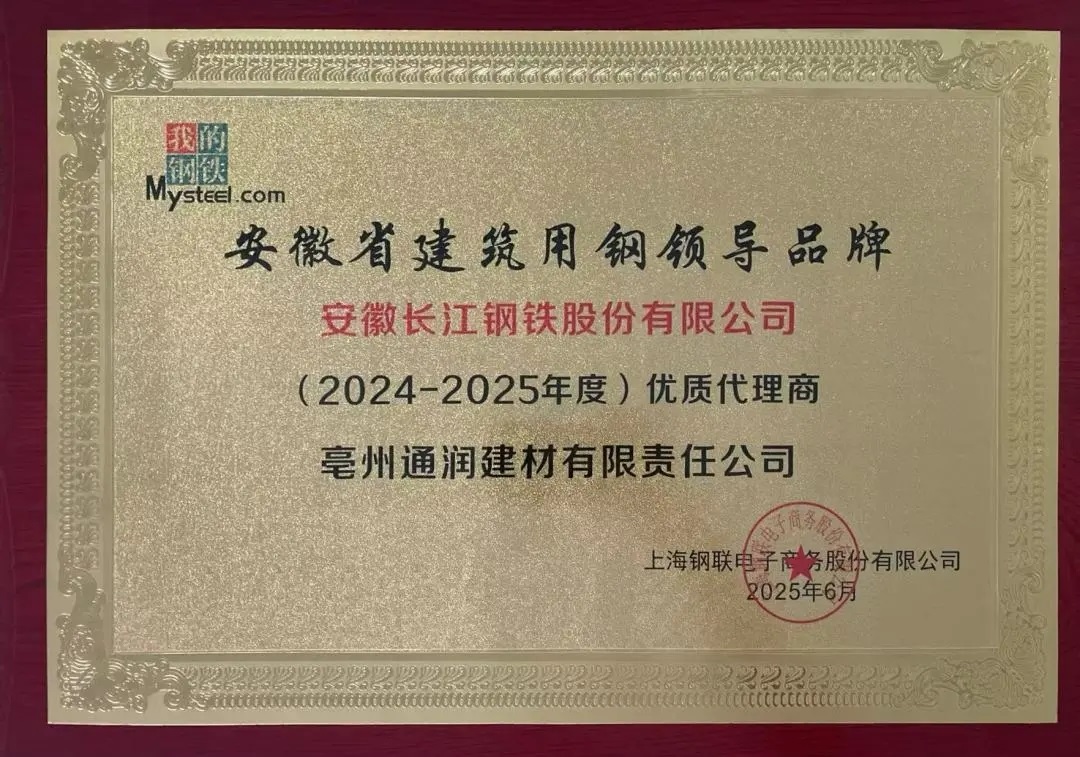 我的
钢铁
Mysteel.com
安徽省建筑用钢领导品牌
安徽长江钢铁股份有限公司
（2024-2025年度）优质代理商
亳州通润建材有限责任公司
上海钢联电子商务股份有限公司
2025年6月